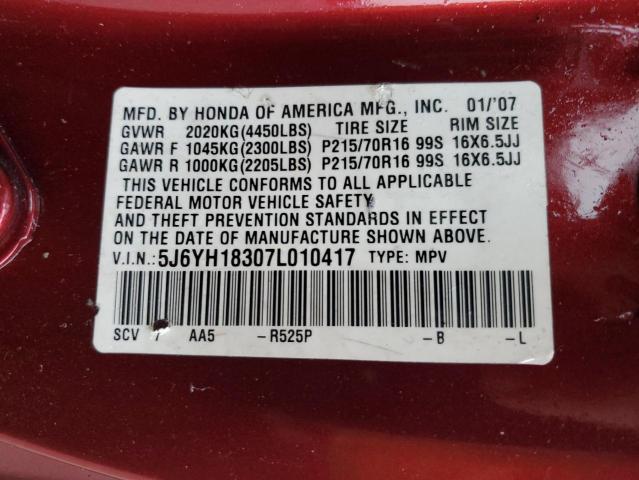 MFD. BY HONDA OF AMERICA MFG., INC. 01/'07
GVWR 2020KG(4450LBS) TIRE SIZE RIM SIZE
GAWR F 1045KG(2300LBS) P215/70R16 99S 16X6.5JJ
GAWR R 1000KG(2205LBS) P215/70R16 99S 16X6.5JJ
THIS VEHICLE CONFORMS TO ALL APPLICABLE
FEDERAL MOTOR VEHICLE SAFETY
AND THEFT PREVENTION STANDARDS IN EFFECT
ON THE DATE OF MANUFACTURE SHOWN ABOVE.
V.I.N.: 5J6YH18307L010417 TYPE: MPV
SCV 7 AA5 -R525P -B -L